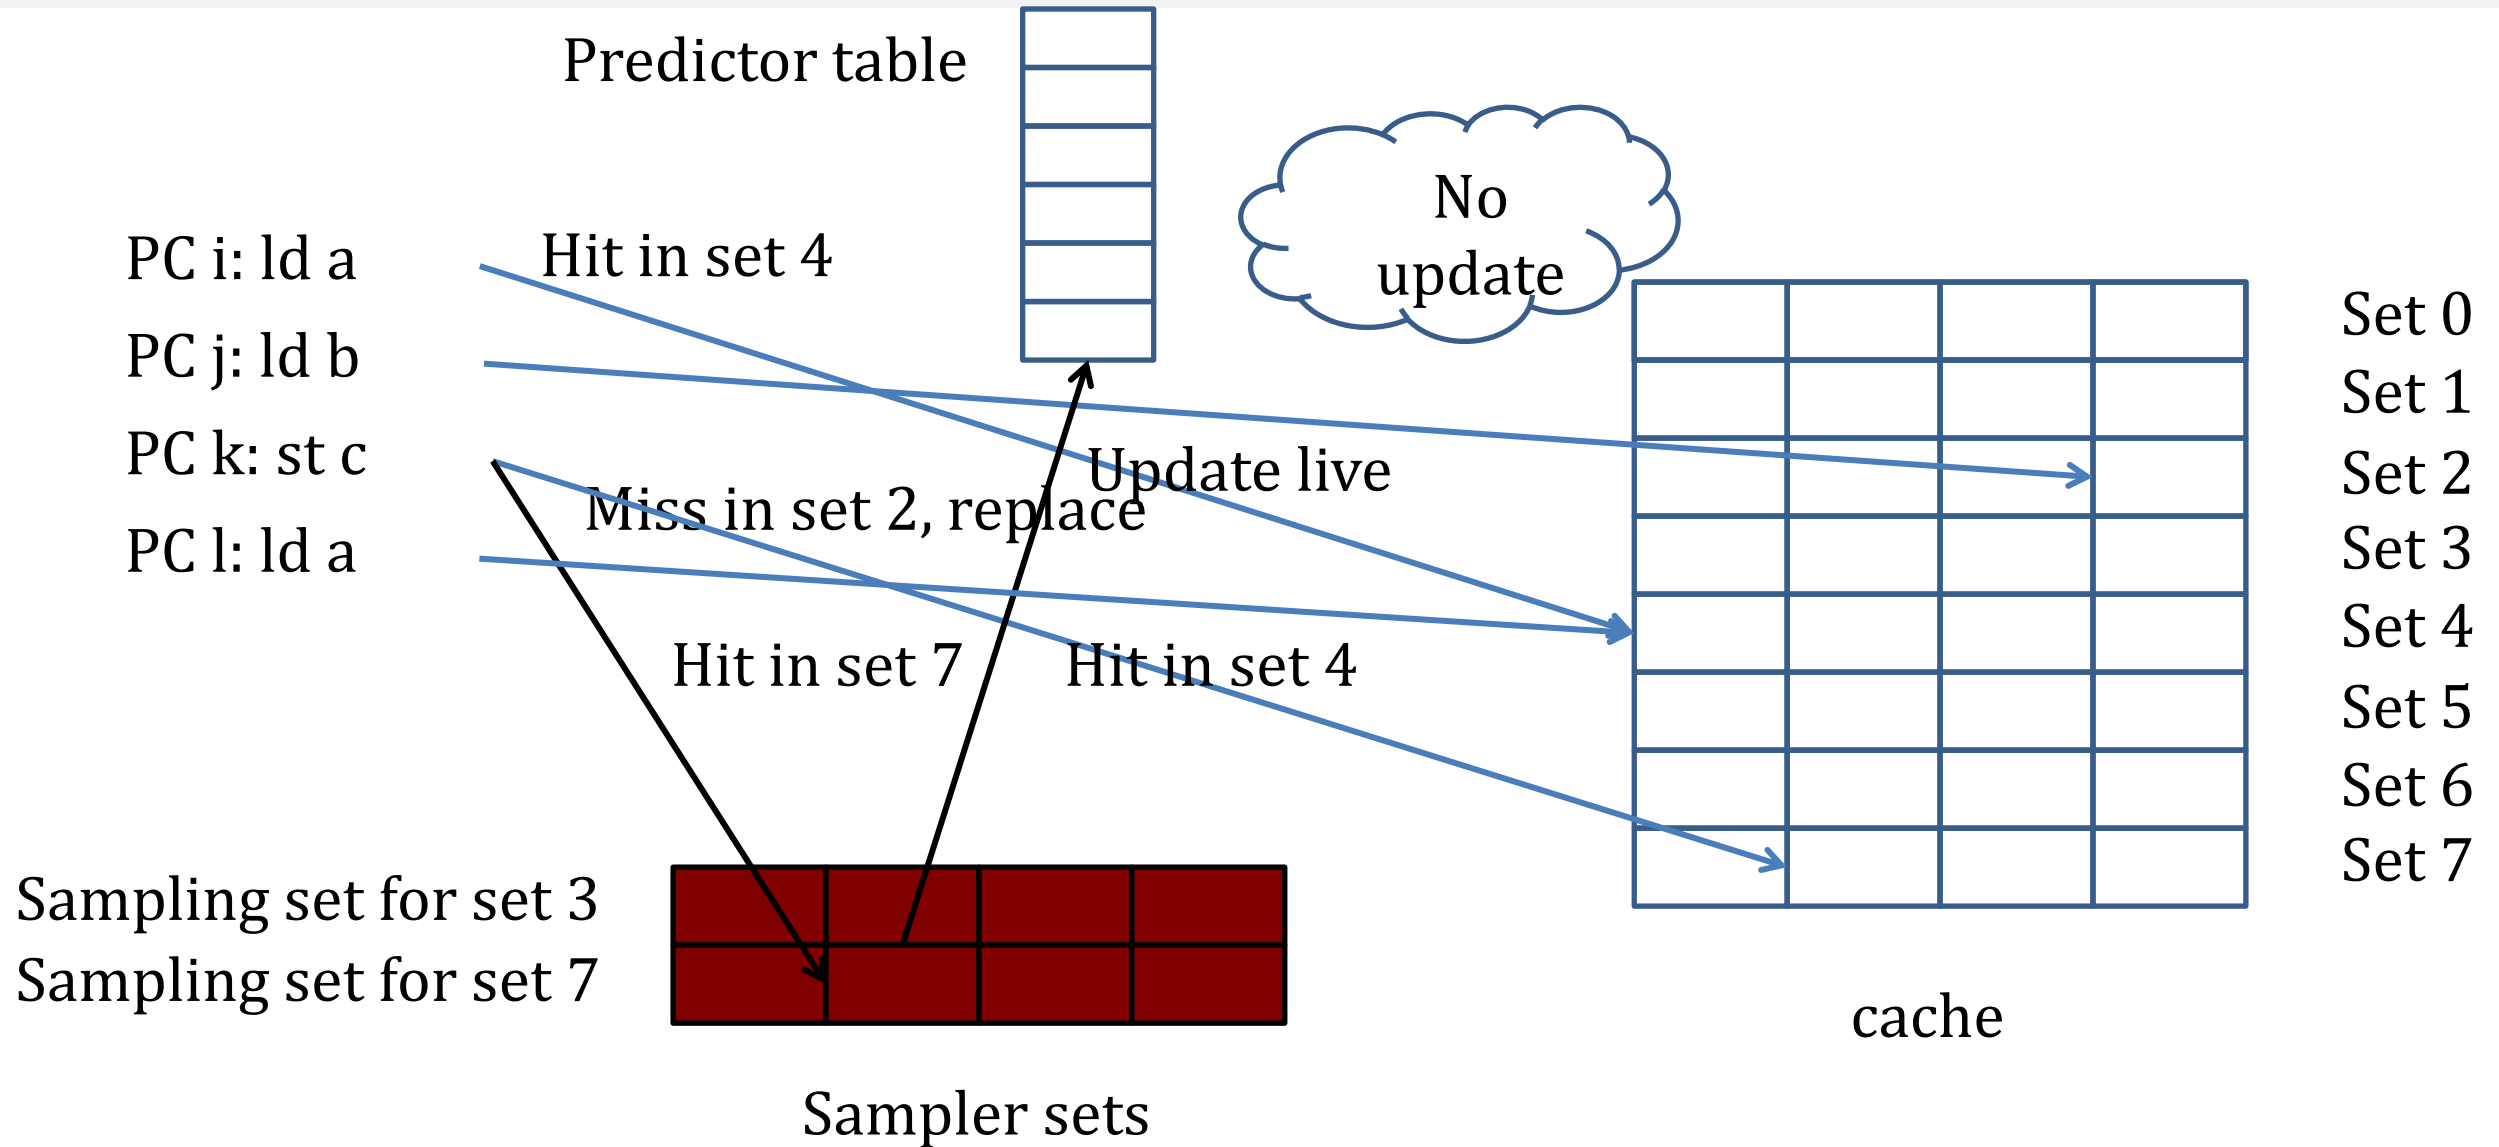 Predictor table
No
update
PC i: ld a
Hit in set 4
PC j: ld b
PC k: st c
Miss in set 2, replace
Update live
PC l: ld a
Hit in set 7
Hit in set 4
Set 0
Set 1
Set 2
Set 3
Set 4
Set 5
Set 6
Set 7
Sampling set for set 3
Sampling set for set 7
cache
Sampler sets